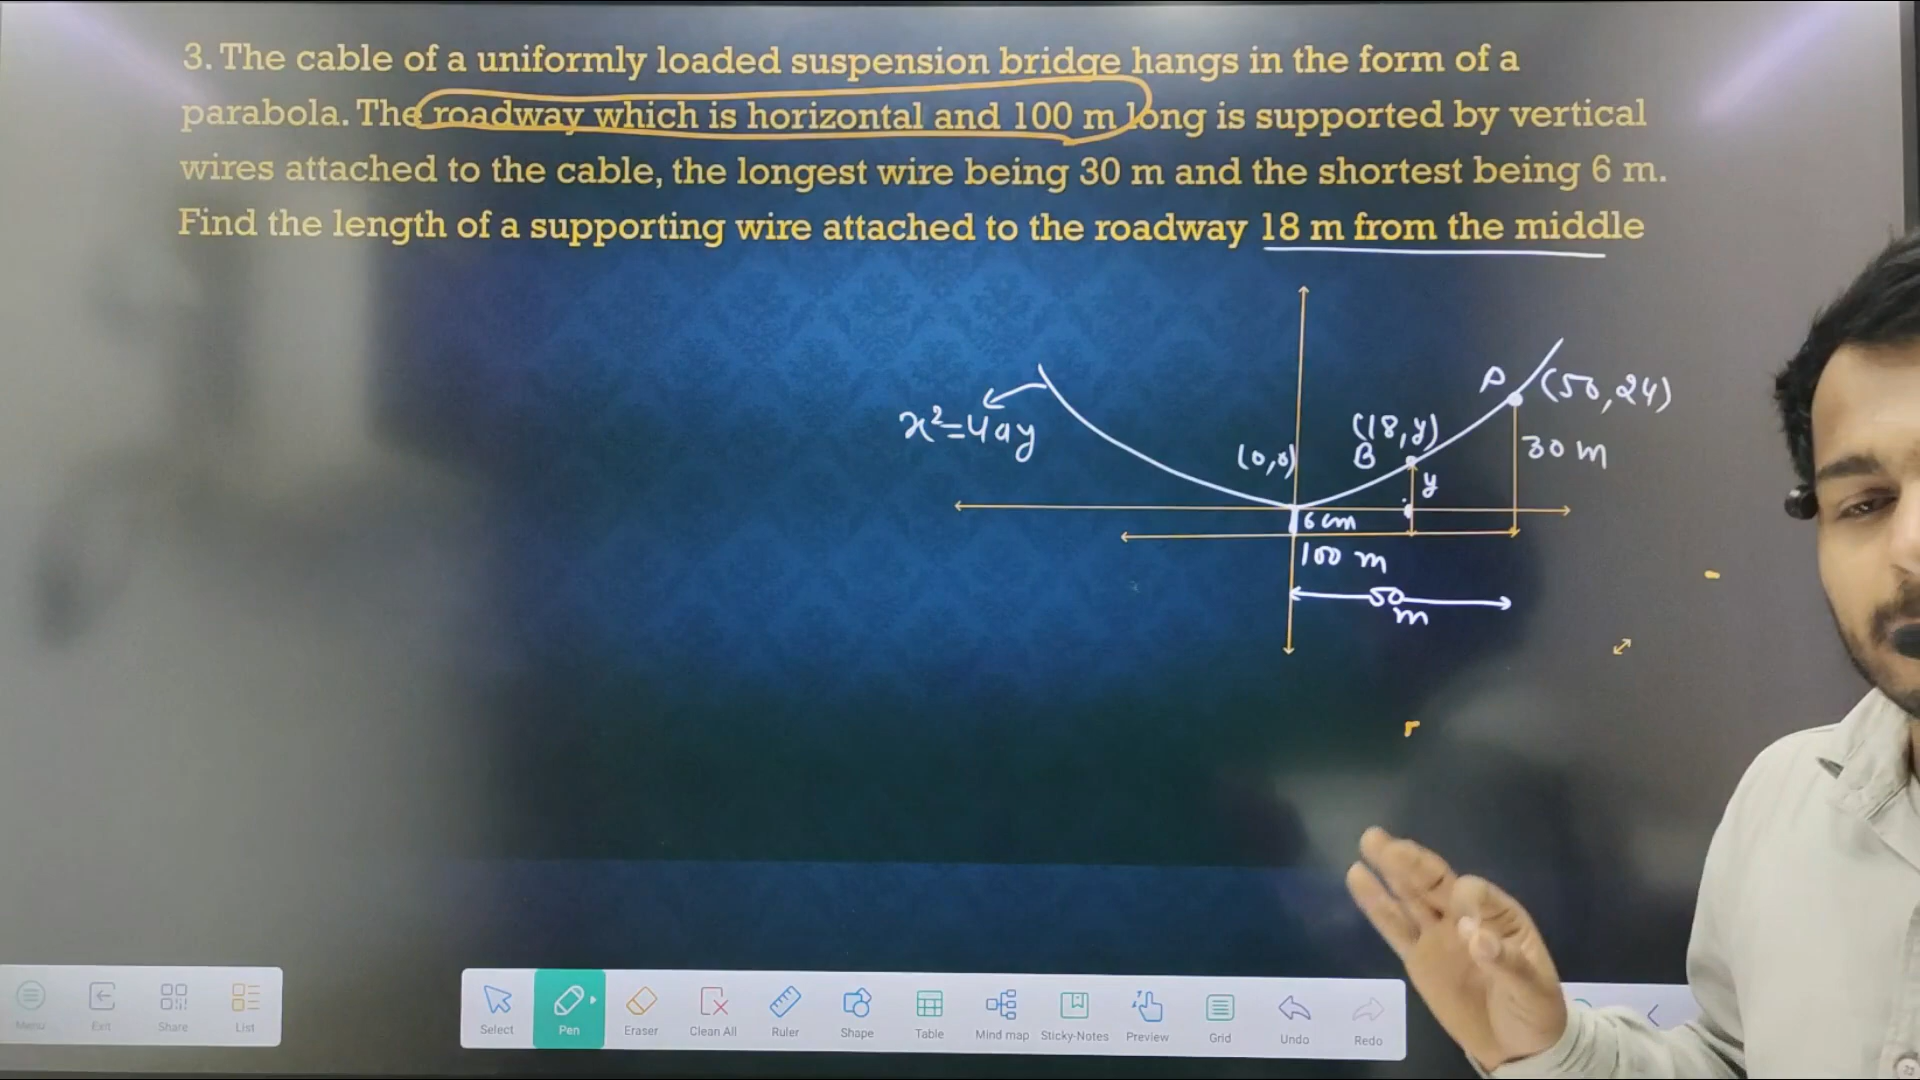 3. The cable of a uniformly loaded suspension bridge hangs in the form of a
parabola. The roadway which is horizontal and 100 m long is supported by vertical
wires attached to the cable, the longest wire being 30 m and the shortest being 6 m.
Find the length of a supporting wire attached to the roadway 18 m from the middle
x²=4ay
(0,0)
(18,y)
B
y
A
(50,24)
30 m
6 cm
100 m
50
m
Menu
Exit
Share
List
Select
Pen
Eraser
Clean All
Ruler
Shape
Table
Mind map
Sticky-Notes
Preview
Grid
Undo
Redo